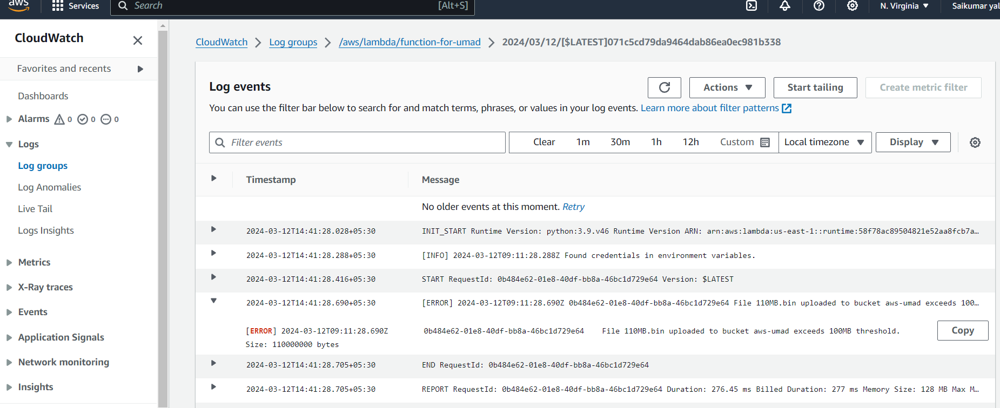 aws Services Search [Alt+S] N. Virginia Saikumar yal
CloudWatch
Favorites and recents
Dashboards
Alarms 0 0 0
Logs
Log groups
Log Anomalies
Live Tail
Logs Insights
Metrics
X-Ray traces
Events
Application Signals
Network monitoring
Insights
CloudWatch Log groups /aws/lambda/function-for-umad 2024/03/12/[$LATEST]071c5cd79da9464dab86ea0ec981b338
Log events
Actions Start tailing Create metric filter
You can use the filter bar below to search for and match terms, phrases, or values in your log events. Learn more about filter patterns
Filter events Clear 1m 30m 1h 12h Custom Local timezone Display
Timestamp Message
No older events at this moment. Retry
2024-03-12T14:41:28.028+05:30 INIT_START Runtime Version: python:3.9.v46 Runtime Version ARN: arn:aws:lambda:us-east-1::runtime:58f78ac89504821e52aa8fcb7a…
2024-03-12T14:41:28.288+05:30 [INFO] 2024-03-12T09:11:28.288Z Found credentials in environment variables.
2024-03-12T14:41:28.416+05:30 START RequestId: 0b484e62-01e8-40df-bb8a-46bc1d729e64 Version: $LATEST
2024-03-12T14:41:28.690+05:30 [ERROR] 2024-03-12T09:11:28.690Z 0b484e62-01e8-40df-bb8a-46bc1d729e64 File 110MB.bin uploaded to bucket aws-umad exceeds 100…
[ERROR] 2024-03-12T09:11:28.690Z 0b484e62-01e8-40df-bb8a-46bc1d729e64 File 110MB.bin uploaded to bucket aws-umad exceeds 100MB threshold. Copy
Size: 110000000 bytes
2024-03-12T14:41:28.705+05:30 END RequestId: 0b484e62-01e8-40df-bb8a-46bc1d729e64
2024-03-12T14:41:28.705+05:30 REPORT RequestId: 0b484e62-01e8-40df-bb8a-46bc1d729e64 Duration: 276.45 ms Billed Duration: 277 ms Memory Size: 128 MB Max M…